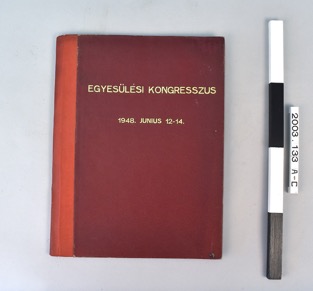 EGYESÜLÉSI KONGRESSZUS
1948. JUNIUS 12-14.
2003. 133 A-C